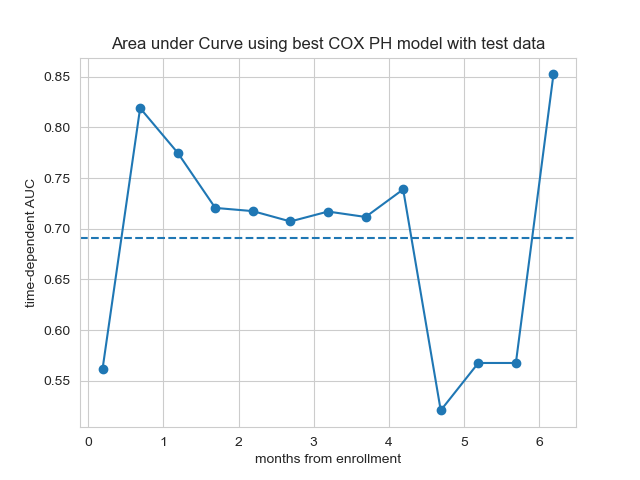 Area under Curve using best COX PH model with test data
time-dependent AUC
0.85
0.80
0.75
0.70
0.65
0.60
0.55
0 1 2 3 4 5 6
months from enrollment